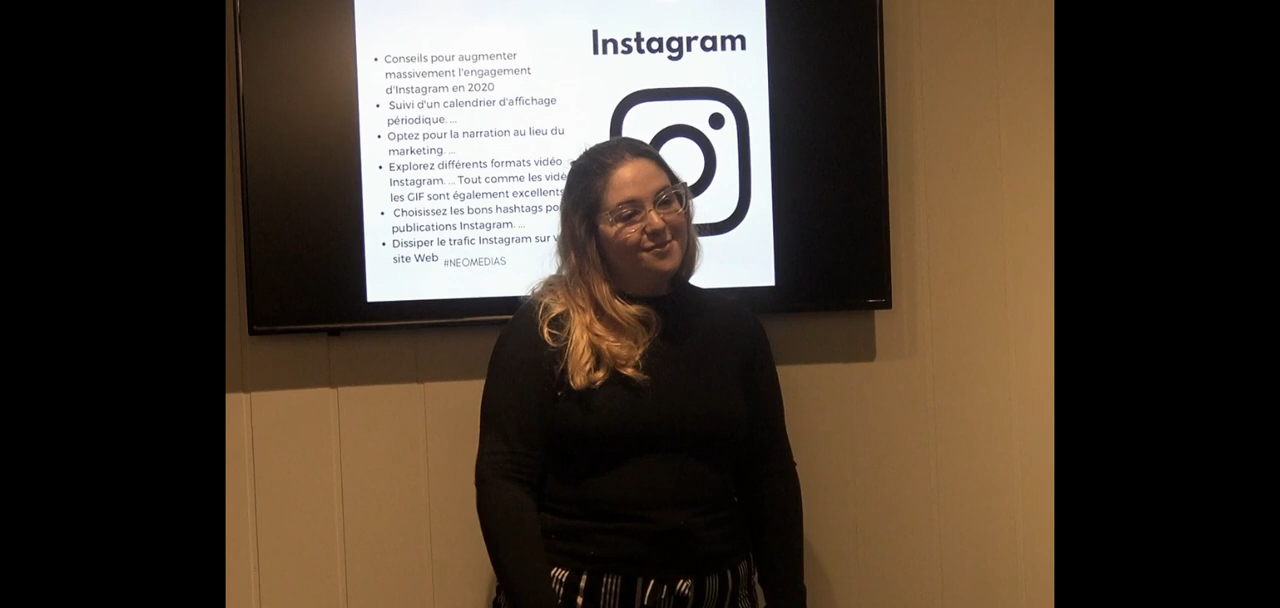 Instagram
• Conseils pour augmenter
massivement l'engagement
d'Instagram en 2020
• Suivi d'un calendrier d'affichage
périodique. ...
• Optez pour la narration au lieu du
marketing. ...
• Explorez différents formats vidéo
Instagram. ... Tout comme les
les GIF sont également excellents
• Choisissez les bons hashtags
publications Instagram. ...
• Dissiper le trafic Instagram sur
site Web
#NEOMEDIAS